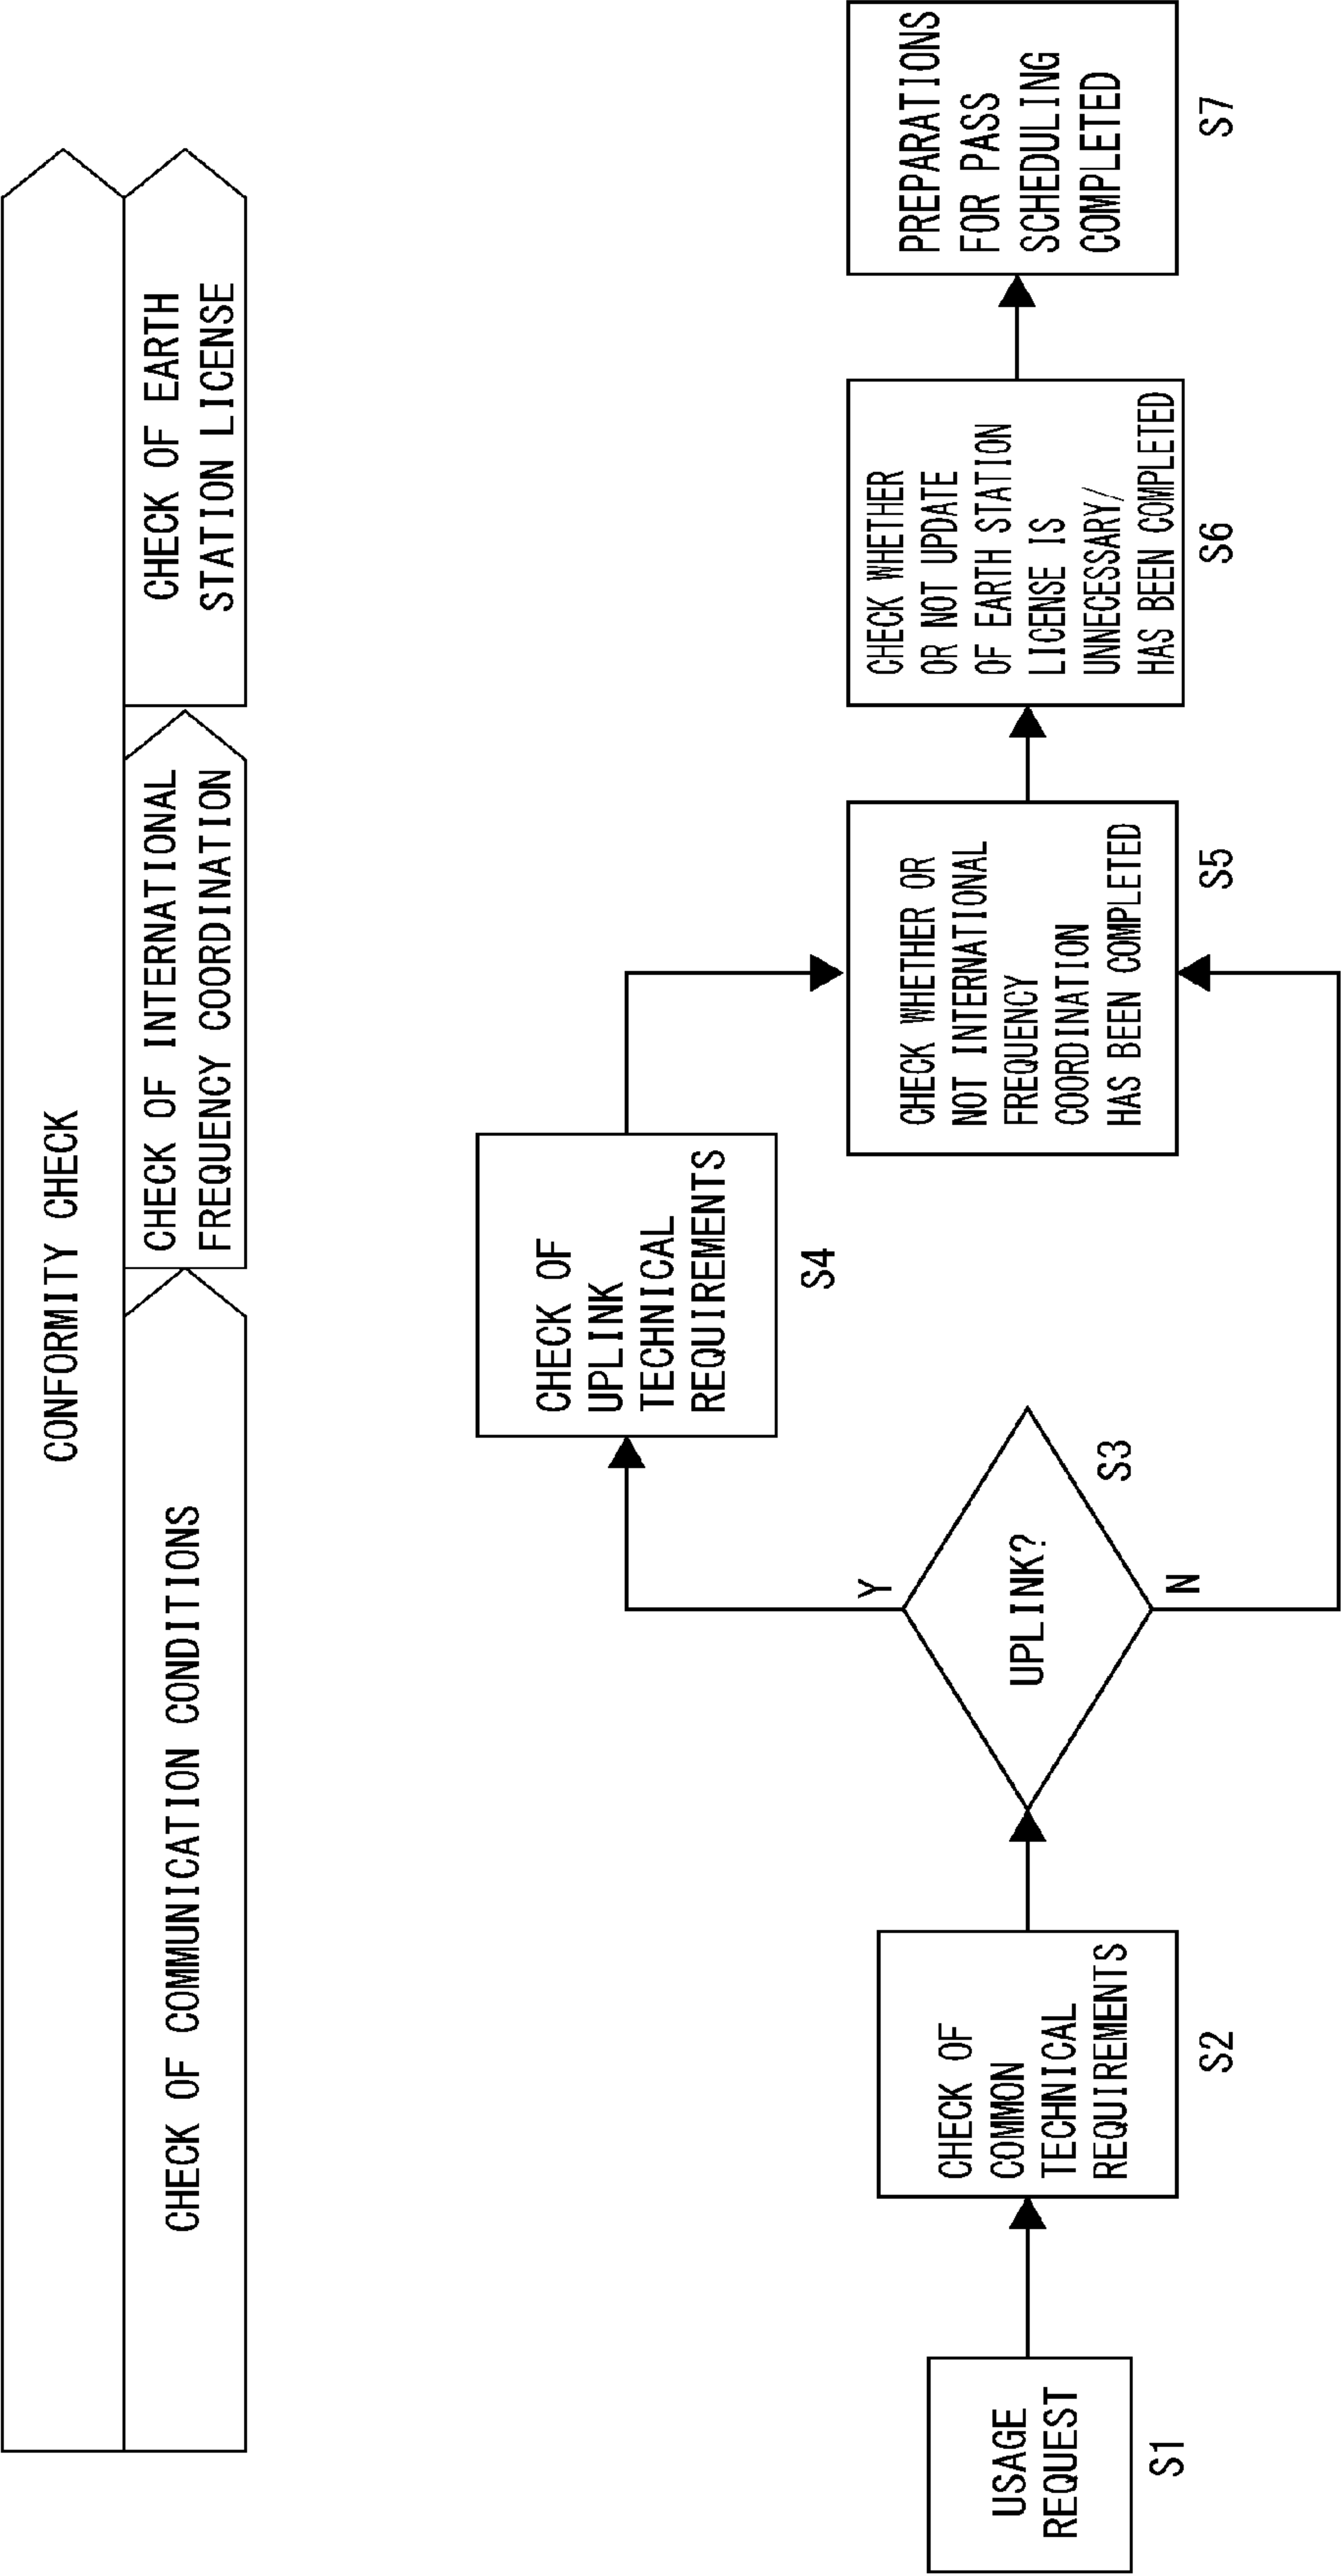 CONFORMITY CHECK
CHECK OF COMMUNICATION CONDITIONS
CHECK OF INTERNATIONAL
FREQUENCY COORDINATION
CHECK OF EARTH
STATION LICENSE
USAGE
REQUEST
S1
CHECK OF
COMMON
TECHNICAL
REQUIREMENTS
S2
UPLINK?
S3
Y
N
CHECK OF
UPLINK
TECHNICAL
REQUIREMENTS
S4
CHECK WHETHER OR
NOT INTERNATIONAL
FREQUENCY
COORDINATION
HAS BEEN COMPLETED
S5
CHECK WHETHER
OR NOT UPDATE
OF EARTH STATION
LICENSE IS
UNNECESSARY/
HAS BEEN COMPLETED
S6
PREPARATIONS
FOR PASS
SCHEDULING
COMPLETED
S7